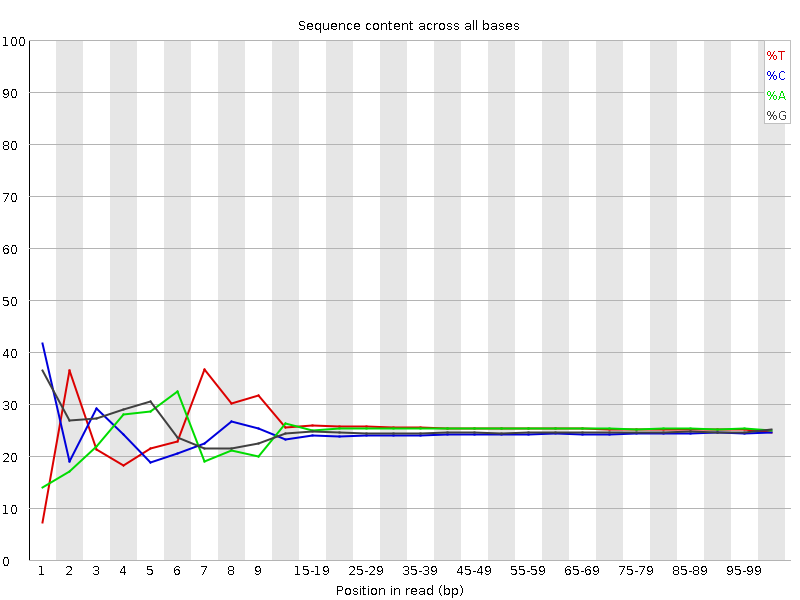 Sequence content across all bases
100
90
80
70
60
50
40
30
20
10
0
%T
%C
%A
%G
1 2 3 4 5 6 7 8 9 15-19 25-29 35-39 45-49 55-59 65-69 75-79 85-89 95-99
Position in read (bp)